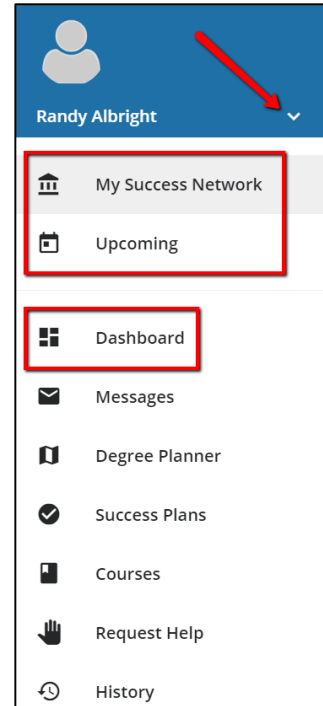 Randy Albright
My Success Network
Upcoming
Dashboard
Messages
Degree Planner
Success Plans
Courses
Request Help
History